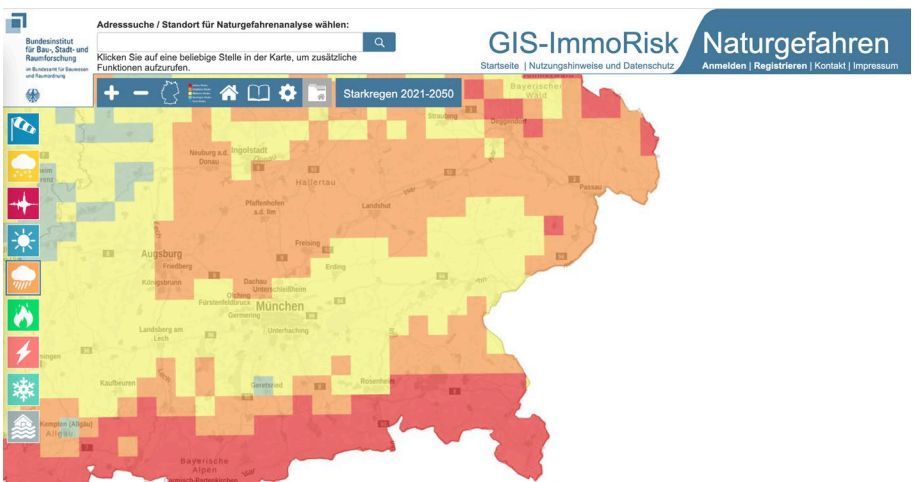 Bundesinstitut
für Bau-, Stadt- und
Raumforschung
im Bundesamt für Bauwesen
und Raumordnung
Adresssuche / Standort für Naturgefahrenanalyse wählen:
Klicken Sie auf eine beliebige Stelle in der Karte, um zusätzliche
Funktionen aufzurufen.
GIS-ImmoRisk
Naturgefahren
Startseite | Nutzungshinweise und Datenschutz
Anmelden | Registrieren | Kontakt | Impressum
Starkregen 2021-2050
Bayerischer
Wald
Straubing
Deggendorf
Neuburg a.d.
Donau
Ingolstadt
Hallertau
Passau
Pfaffenhofen
a.d. Ilm
Landshut
Freising
Augsburg
Friedberg
Erding
Königsbrunn
Dachau
Unterschleißheim
Olching
Fürstenfeldbruck
München
Germering
Landsberg am
Lech
Unterhaching
Kaufbeuren
Geretsried
Rosenheim
Kempten (Allgäu)
Allgäu
Bayerische
Alpen
Garmisch-Partenkirchen